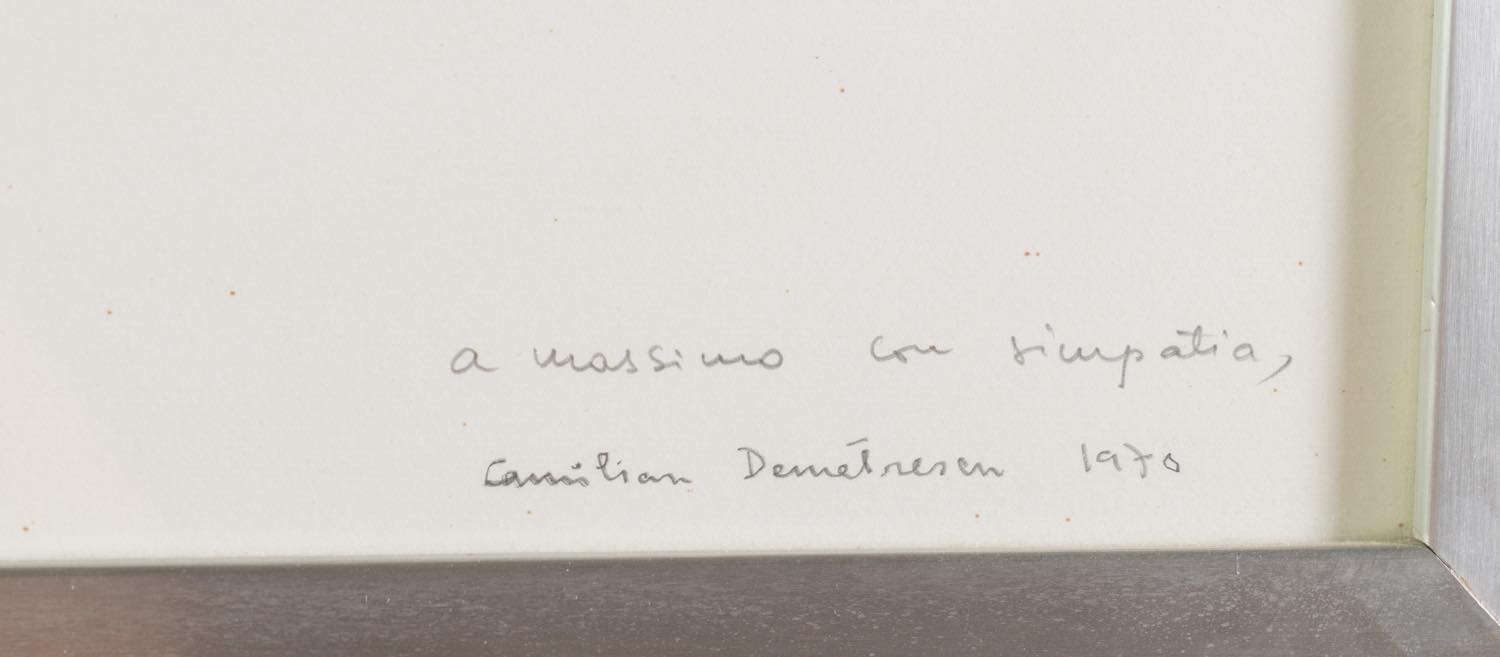 a massimo con simpatia,
Camilian Demetrescu 1970